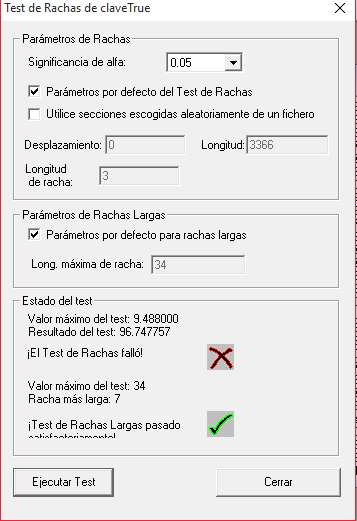 Test de Rachas de claveTrue
Parámetros de Rachas
Significancia de alfa: 0.05
Parámetros por defecto del Test de Rachas
Utilice secciones escogidas aleatoriamente de un fichero
Desplazamiento: 0 Longitud: 3366
Longitud
de racha: 3
Parámetros de Rachas Largas
Parámetros por defecto para rachas largas
Long. máxima de racha: 34
Estado del test
Valor máximo del test: 9.488000
Resultado del test: 96.747757
¡El Test de Rachas falló!
Valor máximo del test: 34
Racha más larga: 7
¡Test de Rachas Largas pasado
satisfactoriamente!
Ejecutar Test Cerrar